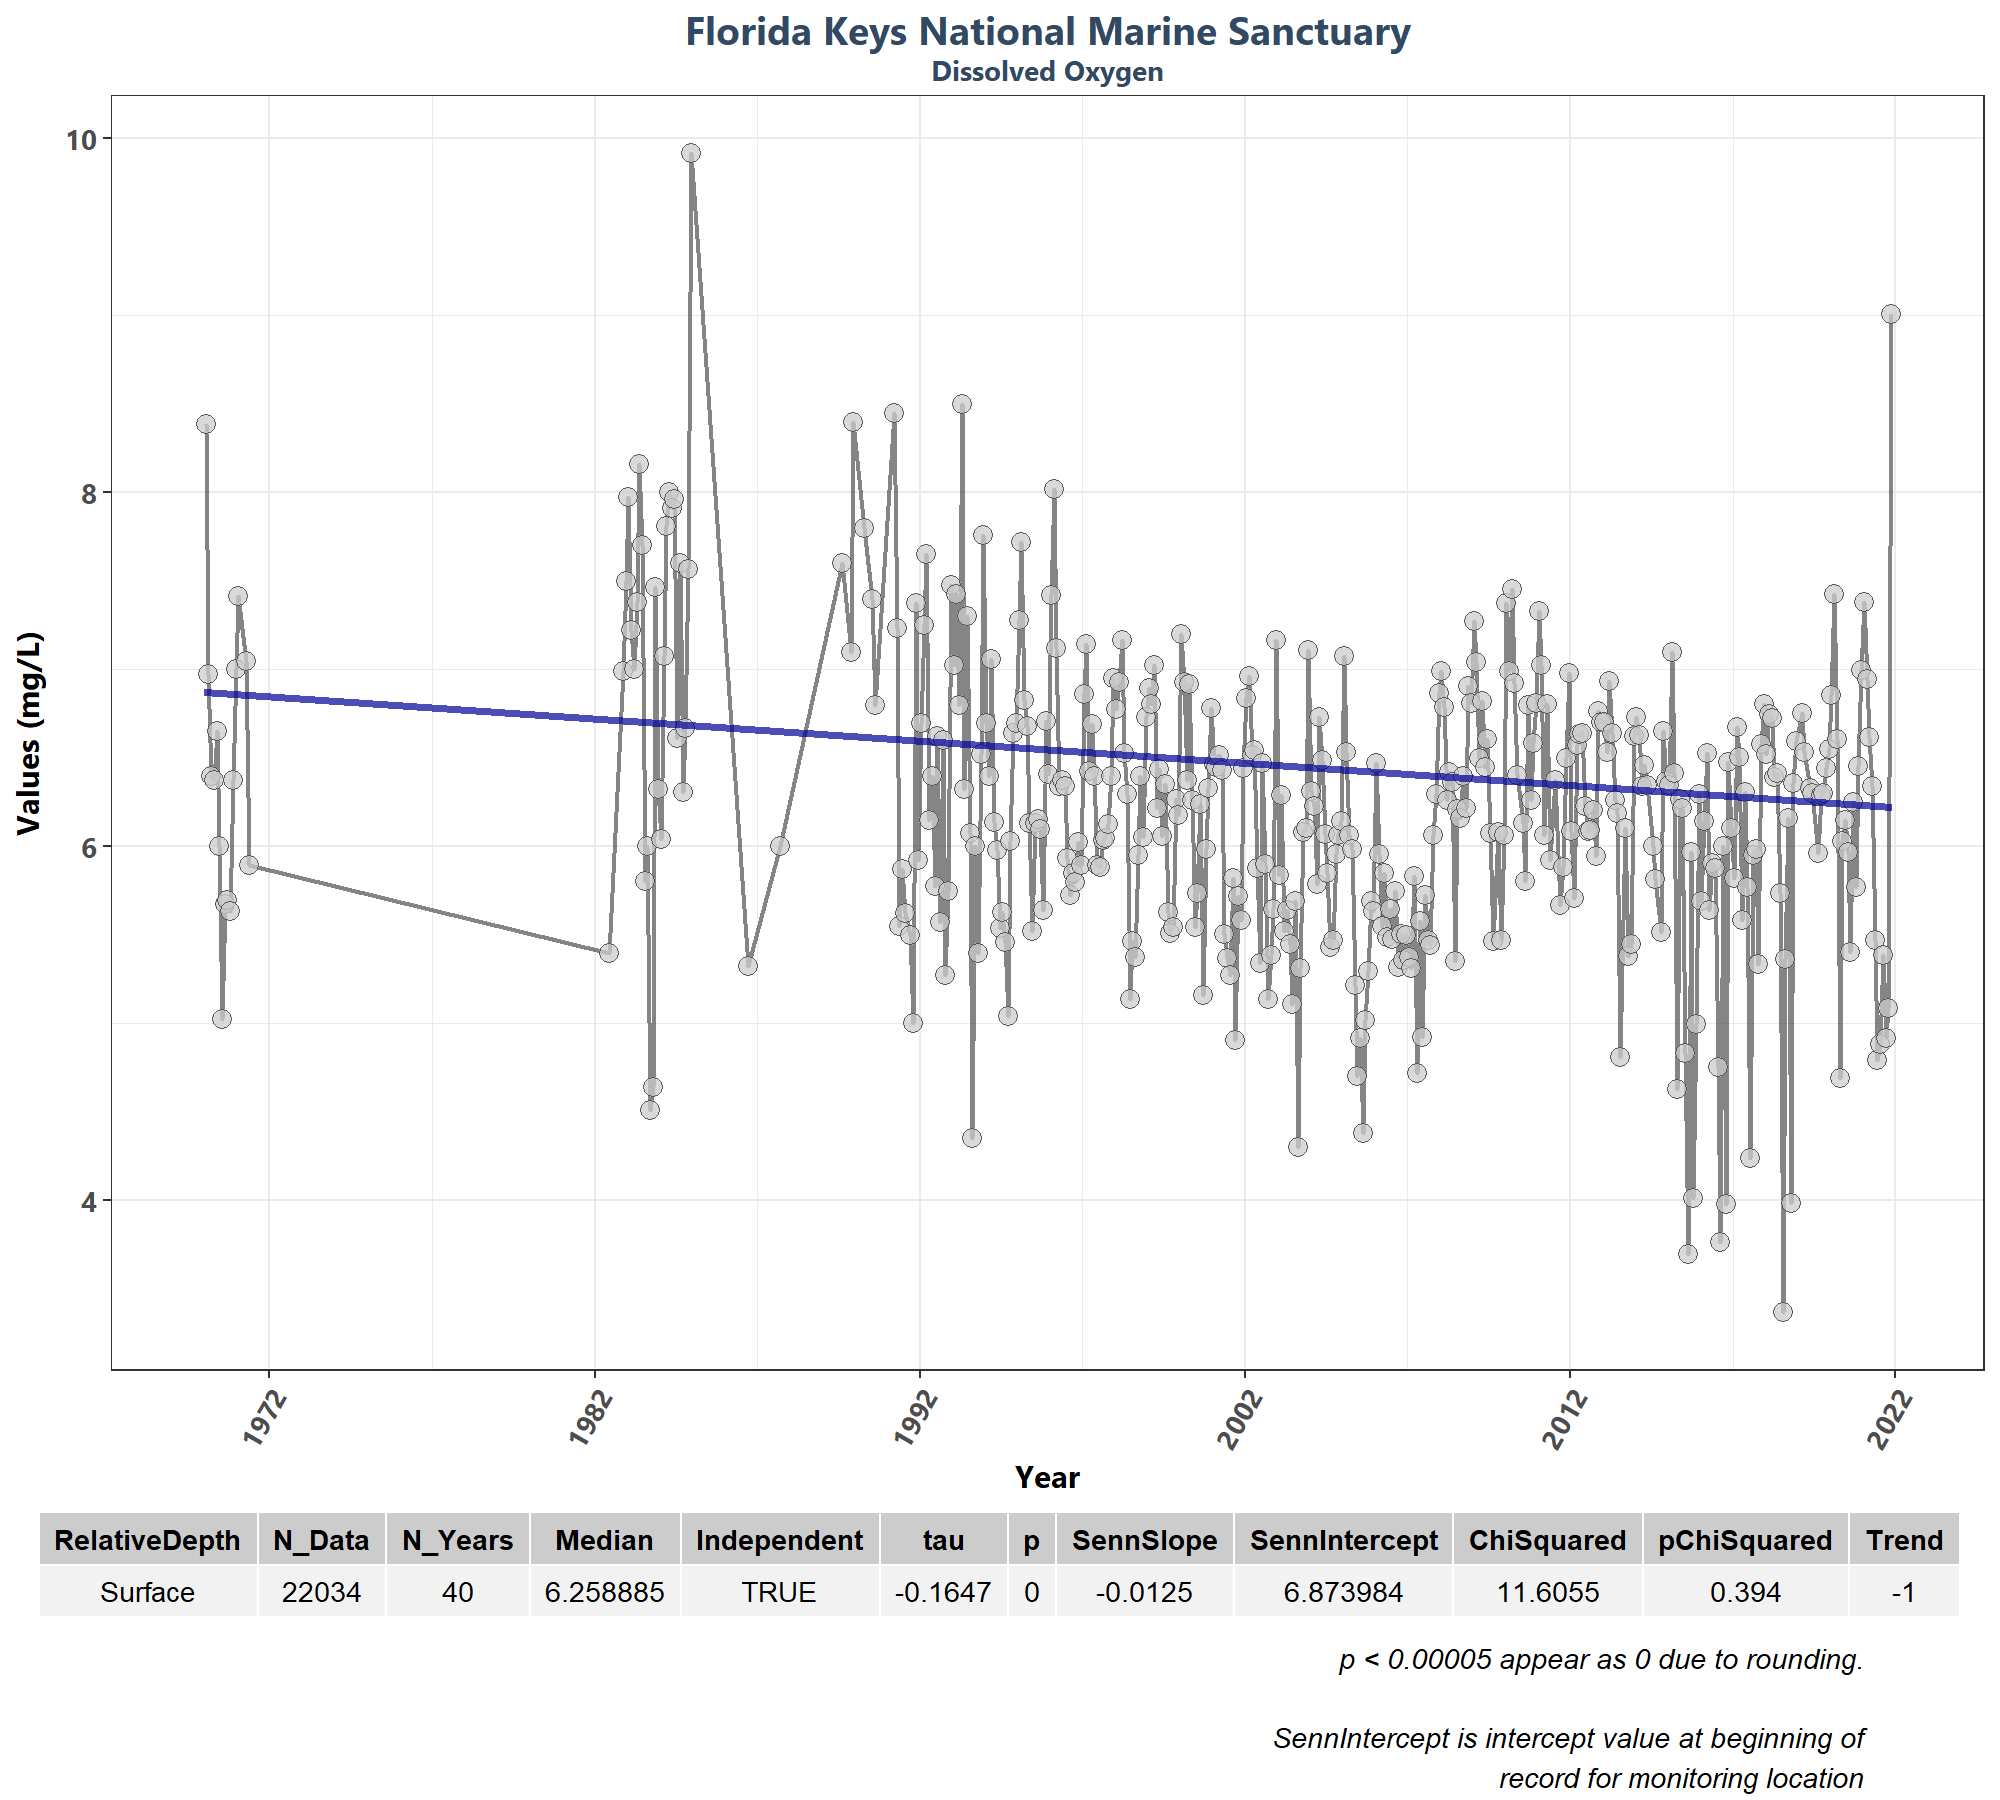 Florida Keys National Marine Sanctuary
Dissolved Oxygen
Values (mg/L)
10
8
6
4
1972
1982
1992
2002
2012
2022
Year
RelativeDepth N_Data N_Years Median Independent tau p SennSlope SennIntercept ChiSquared pChiSquared Trend
Surface 22034 40 6.258885 TRUE -0.1647 0 -0.0125 6.873984 11.6055 0.394 -1
p < 0.00005 appear as 0 due to rounding.
SennIntercept is intercept value at beginning of
record for monitoring location